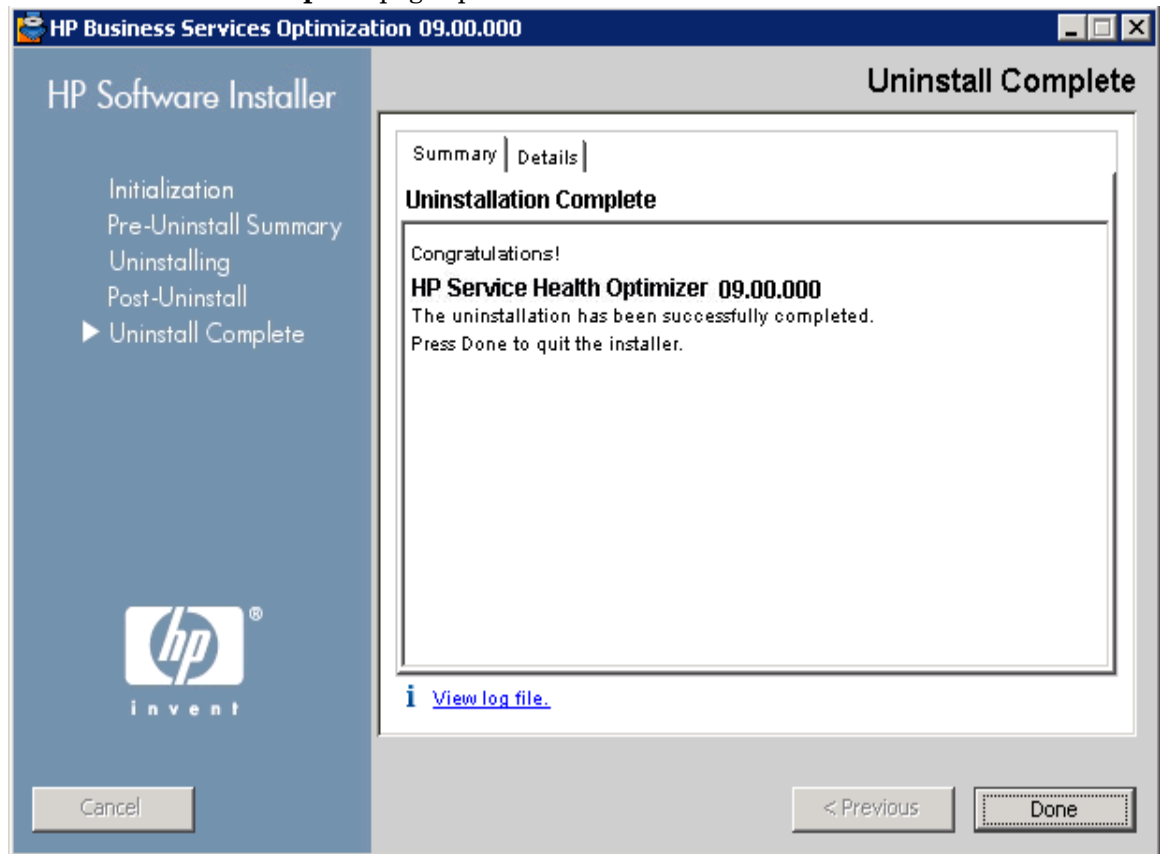 HP Business Services Optimization 09.00.000
HP Software Installer
Uninstall Complete
Initialization
Pre-Uninstall Summary
Uninstalling
Post-Uninstall
Uninstall Complete
Summary Details
Uninstallation Complete
Congratulations!
HP Service Health Optimizer 09.00.000
The uninstallation has been successfully completed.
Press Done to quit the installer.
hp ®
invent
i View log file.
Cancel
< Previous
Done